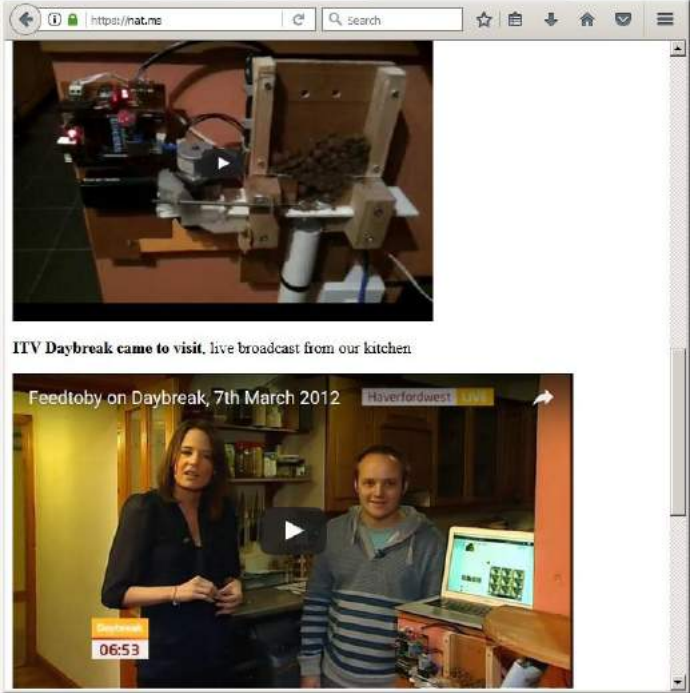 https://nat.ms
Search
ITV Daybreak came to visit, live broadcast from our kitchen
Feedtoby on Daybreak, 7th March 2012
Haverfordwest LIVE
Daybreak
06:53